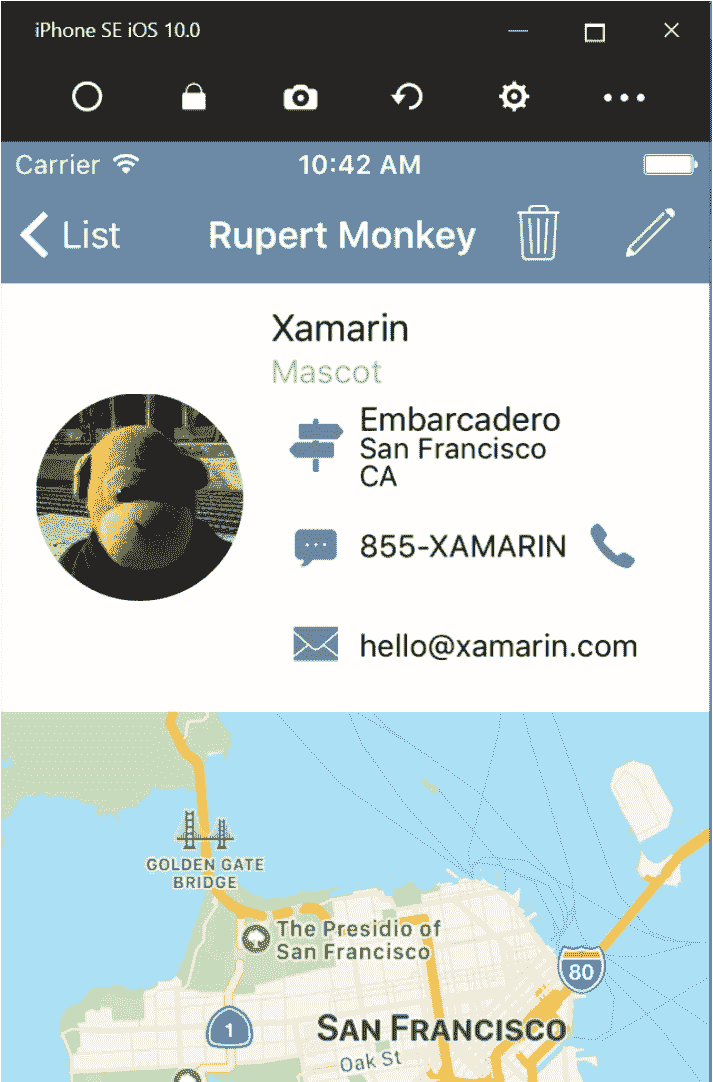 iPhone SE iOS 10.0
Carrier 10:42 AM
List Rupert Monkey
Xamarin
Mascot
Embarcadero
San Francisco
CA
855-XAMARIN
hello@xamarin.com
GOLDEN GATE
BRIDGE
The Presidio of
San Francisco
80
1
SAN FRANCISCO
Oak St